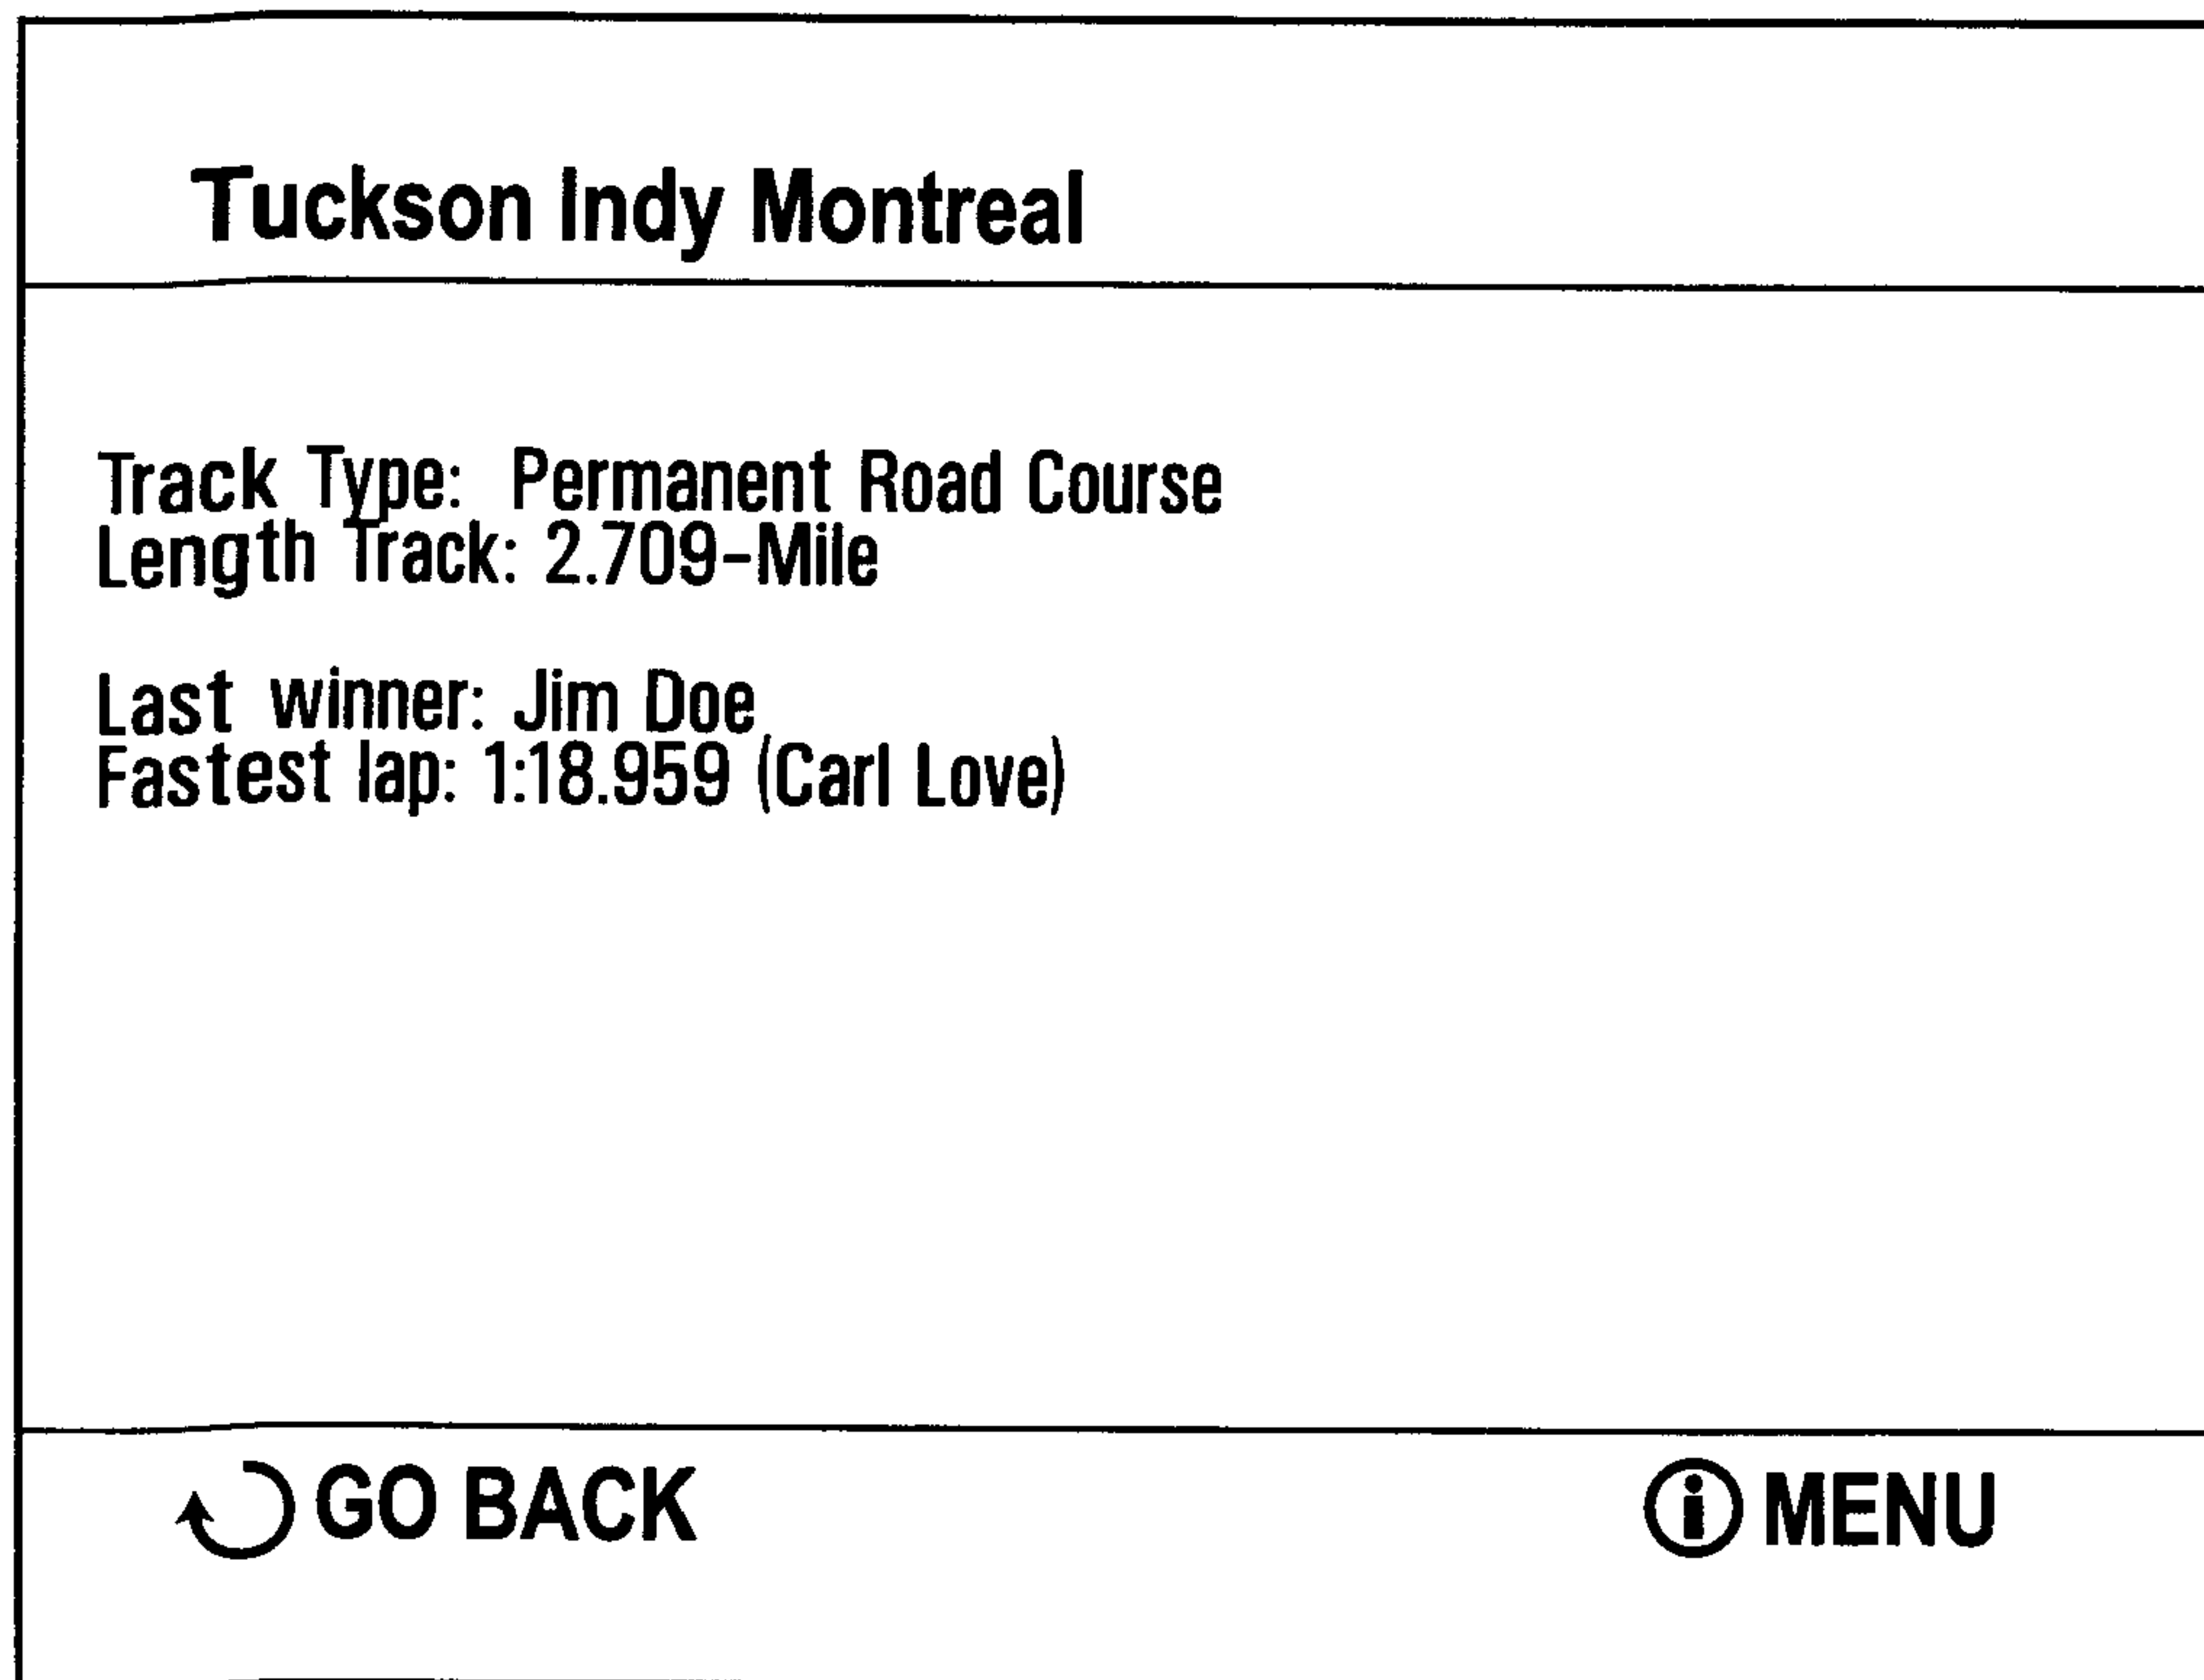 Tuckson Indy Montreal
Track Type: Permanent Road Course
Length Track: 2.709-Mile
Last winner: Jim Doe
Fastest lap: 1:18.959 (Carl Love)
GO BACK
MENU